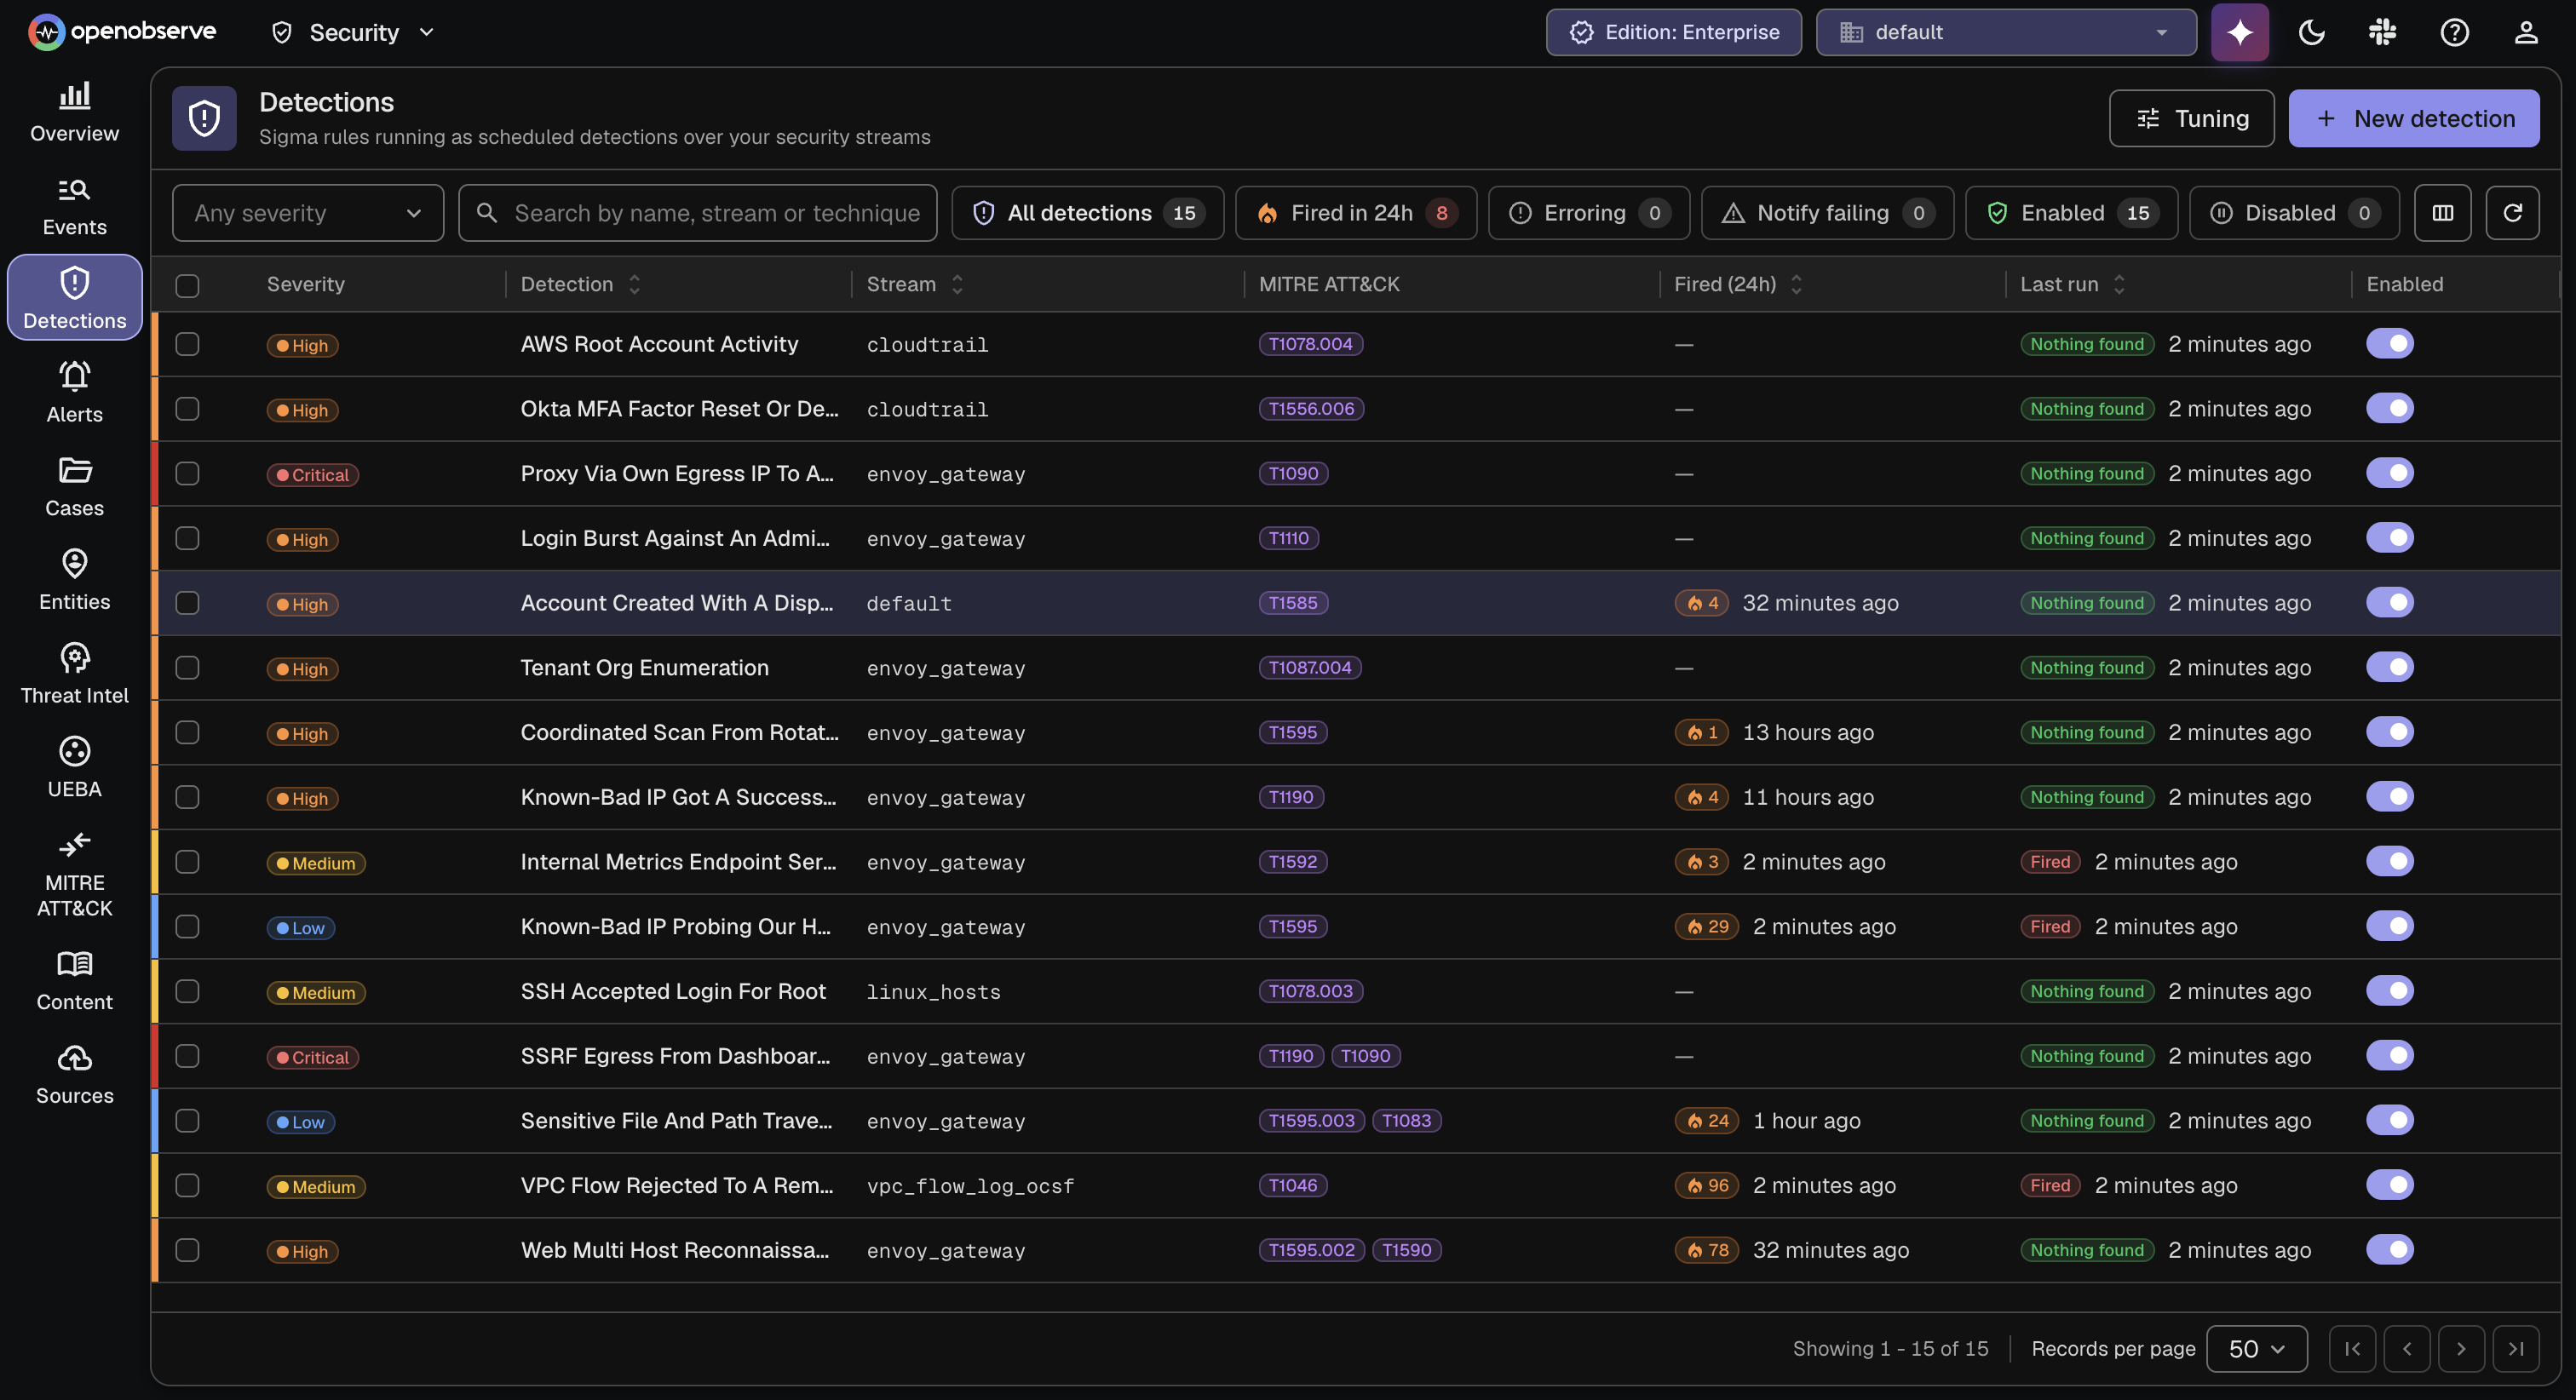 openobserve
Security
Edition: Enterprise
default
Overview
Events
Detections
Alerts
Cases
Entities
Threat Intel
UEBA
MITRE
ATT&CK
Content
Sources
Detections
Sigma rules running as scheduled detections over your security streams
Tuning
New detection
Any severity
Search by name, stream or technique
All detections 15
Fired in 24h 8
Erroring 0
Notify failing 0
Enabled 15
Disabled 0
Severity Detection Stream MITRE ATT&CK Fired (24h) Last run Enabled
High AWS Root Account Activity cloudtrail T1078.004 — Nothing found 2 minutes ago
High Okta MFA Factor Reset Or De... cloudtrail T1556.006 — Nothing found 2 minutes ago
Critical Proxy Via Own Egress IP To A... envoy_gateway T1090 — Nothing found 2 minutes ago
High Login Burst Against An Admi... envoy_gateway T1110 — Nothing found 2 minutes ago
High Account Created With A Disp... default T1585 4 32 minutes ago Nothing found 2 minutes ago
High Tenant Org Enumeration envoy_gateway T1087.004 — Nothing found 2 minutes ago
High Coordinated Scan From Rotat... envoy_gateway T1595 1 13 hours ago Nothing found 2 minutes ago
High Known-Bad IP Got A Success... envoy_gateway T1190 4 11 hours ago Nothing found 2 minutes ago
Medium Internal Metrics Endpoint Ser... envoy_gateway T1592 3 2 minutes ago Fired 2 minutes ago
Low Known-Bad IP Probing Our H... envoy_gateway T1595 29 2 minutes ago Fired 2 minutes ago
Medium SSH Accepted Login For Root linux_hosts T1078.003 — Nothing found 2 minutes ago
Critical SSRF Egress From Dashboar... envoy_gateway T1190 T1090 — Nothing found 2 minutes ago
Low Sensitive File And Path Trave... envoy_gateway T1595.003 T1083 24 1 hour ago Nothing found 2 minutes ago
Medium VPC Flow Rejected To A Rem... vpc_flow_log_ocsf T1046 96 2 minutes ago Fired 2 minutes ago
High Web Multi Host Reconnaissa... envoy_gateway T1595.002 T1590 78 32 minutes ago Nothing found 2 minutes ago
Showing 1 - 15 of 15
Records per page 50